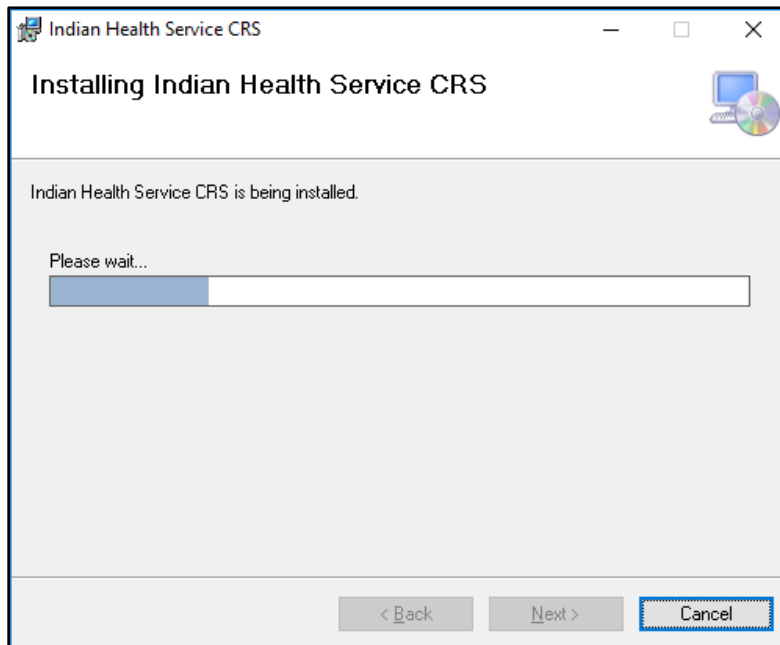 Indian Health Service CRS
Installing Indian Health Service CRS
Indian Health Service CRS is being installed.
Please wait...
< Back
Next >
Cancel